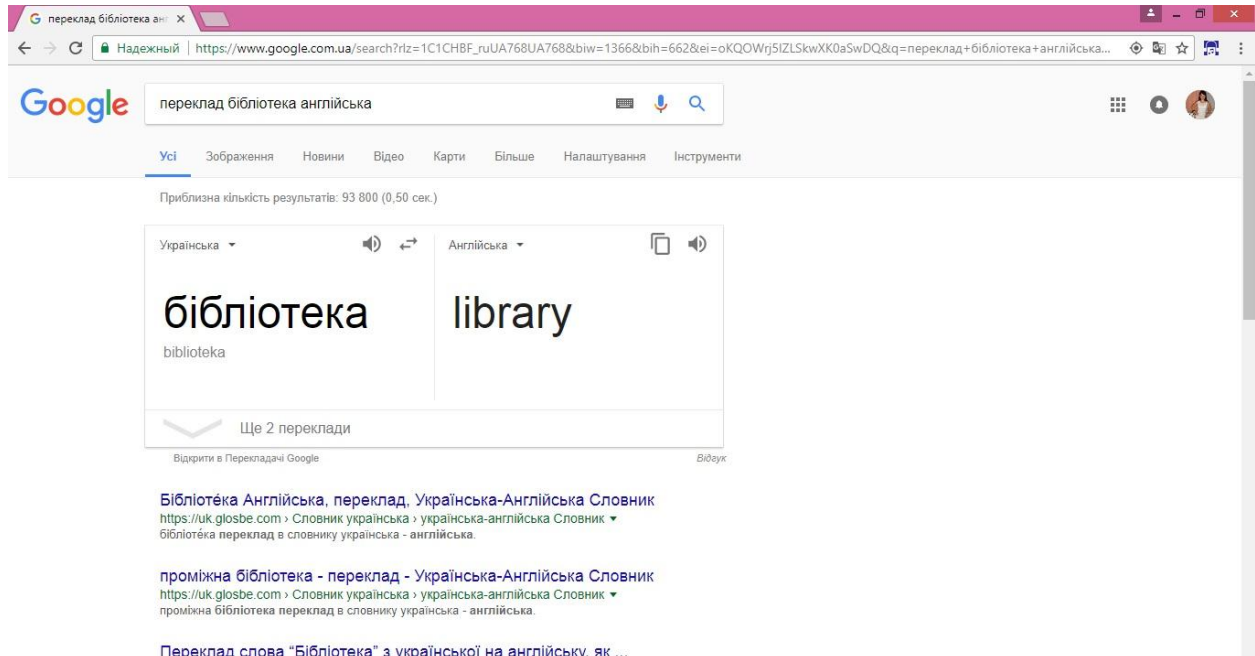 переклад бібліотека ан
Надежный https://www.google.com.ua/search?rlz=1C1CHBF_ruUA768UA768&biw=1366&bih=662&ei=oKQOWrj5IZLSkwXK0aSwDQ&q=переклад+бібліотека+англійська...
Google переклад бібліотека англійська
Усі Зображення Новини Відео Карти Більше Налаштування Інструменти
Приблизна кількість результатів: 93 800 (0,50 сек.)
Українська Англійська
бібліотека library
biblioteka
Ще 2 переклади
Відкрити в Перекладачі Google Відгук
Бібліоте́ка Англійська, переклад, Українська-Англійська Словник
https://uk.glosbe.com › Словник українська › українська-англійська Словник
бібліоте́ка переклад в словнику українська - англійська.
проміжна бібліотека - переклад - Українська-Англійська Словник
https://uk.glosbe.com › Словник українська › українська-англійська Словник
проміжна бібліотека переклад в словнику українська - англійська.
Переклад слова “Бібліотека” з української на англійську, як ...